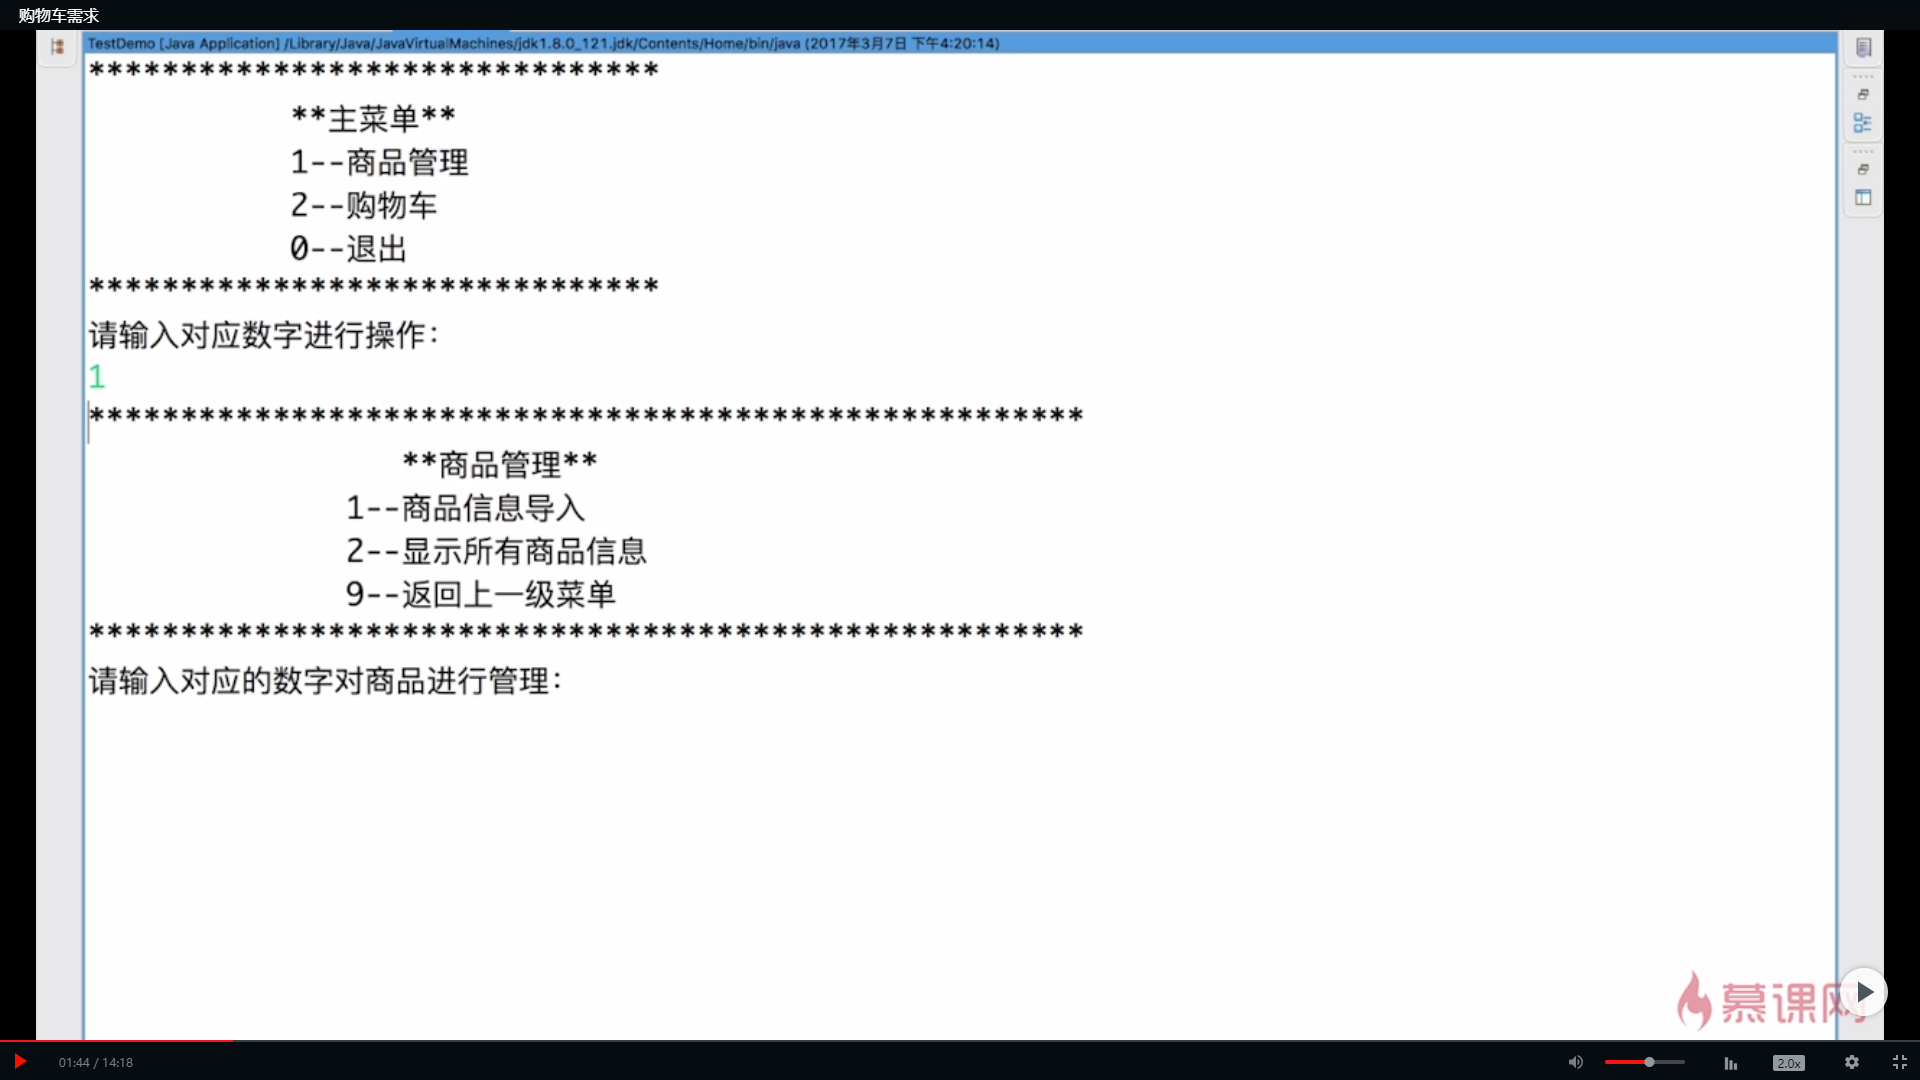 购物车需求
TestDemo [Java Application] /Library/Java/JavaVirtualMachines/jdk1.8.0_121.jdk/Contents/Home/bin/java (2017年3月7日 下午4:20:14)
*******************************
**主菜单**
1--商品管理
2--购物车
0--退出
*******************************
请输入对应数字进行操作：
1
******************************************************
**商品管理**
1--商品信息导入
2--显示所有商品信息
9--返回上一级菜单
******************************************************
请输入对应的数字对商品进行管理：
慕课网
01:44 / 14:18
2.0x